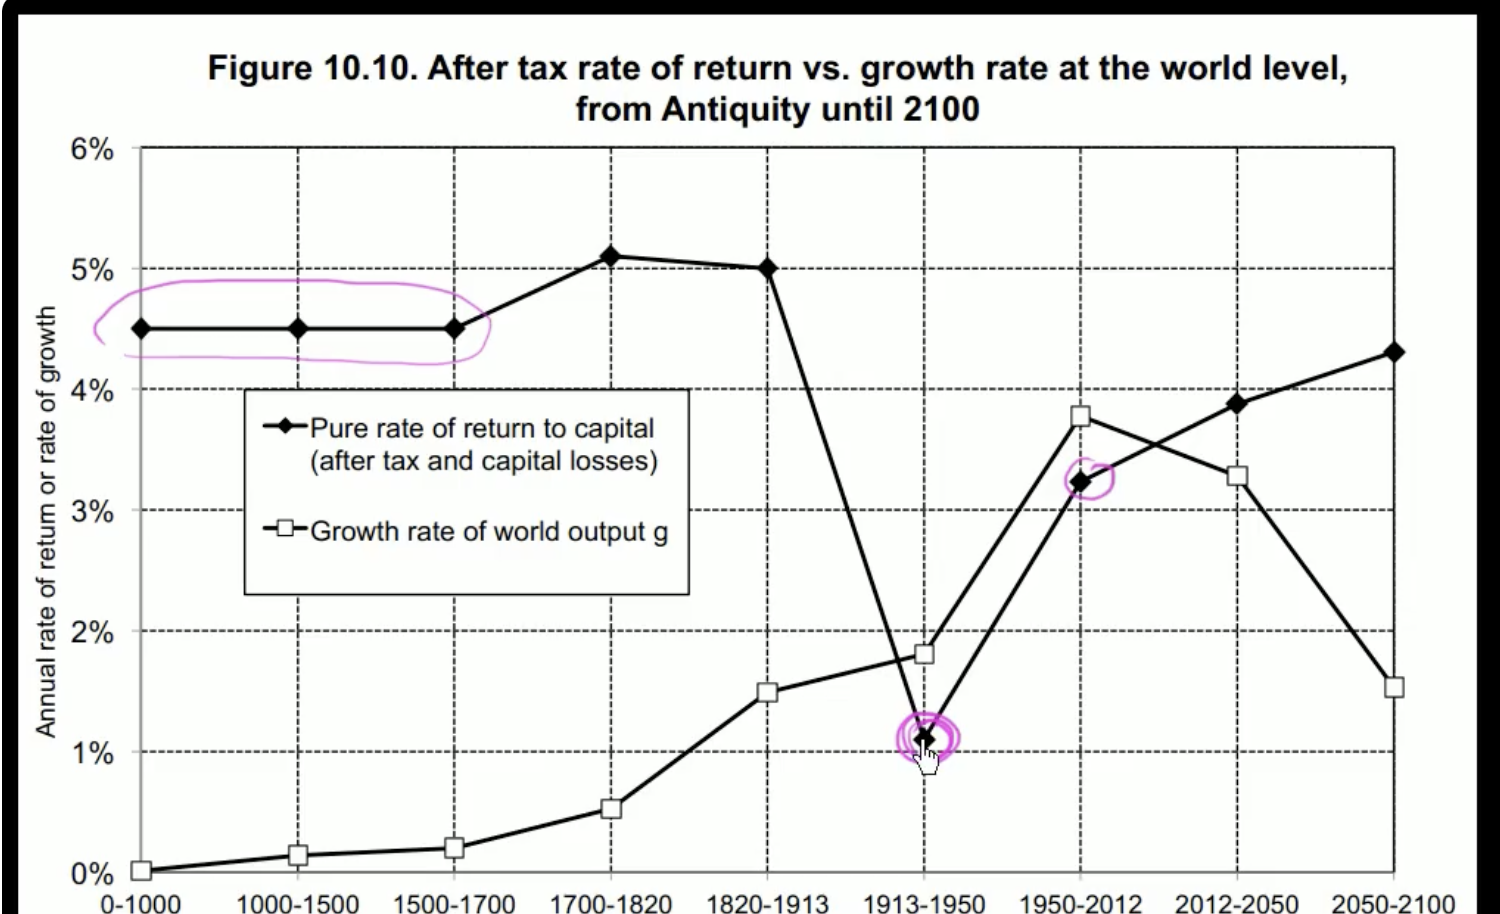 Figure 10.10. After tax rate of return vs. growth rate at the world level,
from Antiquity until 2100
6%
5%
4%
3%
2%
1%
0%
Annual rate of return or rate of growth
Pure rate of return to capital
(after tax and capital losses)
Growth rate of world output g
0-1000 1000-1500 1500-1700 1700-1820 1820-1913 1913-1950 1950-2012 2012-2050 2050-2100